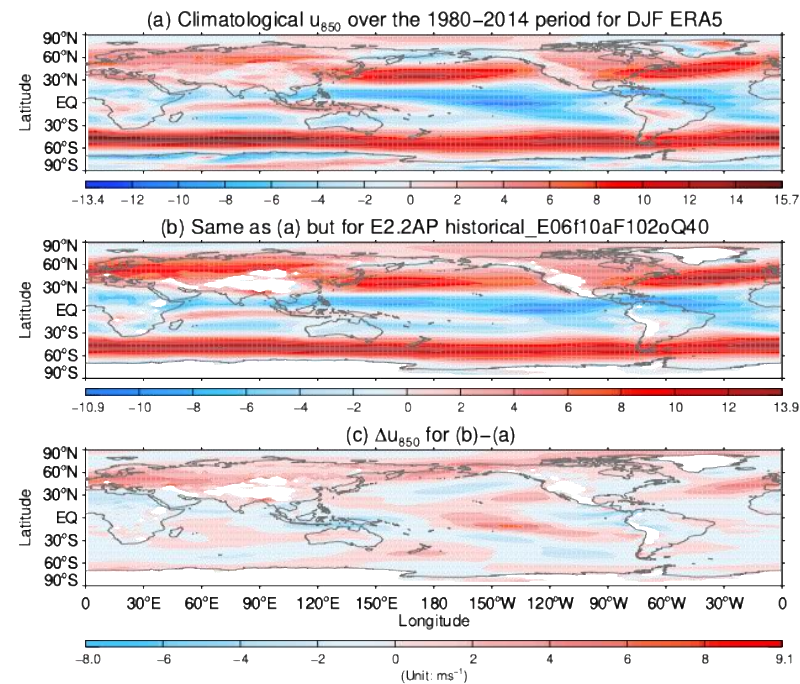 (a) Climatological u850 over the 1980−2014 period for DJF ERA5
Latitude
90°N
60°N
30°N
EQ
30°S
60°S
90°S
−13.4 −12 −10 −8 −6 −4 −2 0 2 4 6 8 10 12 14 15.7
(b) Same as (a) but for E2.2AP historical_E06f10aF102oQ40
Latitude
90°N
60°N
30°N
EQ
30°S
60°S
90°S
−10.9 −10 −8 −6 −4 −2 0 2 4 6 8 10 12 13.9
(c) Δu850 for (b)−(a)
Latitude
90°N
60°N
30°N
EQ
30°S
60°S
90°S
0 30°E 60°E 90°E 120°E 150°E 180 150°W 120°W 90°W 60°W 30°W 0
Longitude
−8.0 −6 −4 −2 0 2 4 6 8 9.1
(Unit: ms⁻¹)